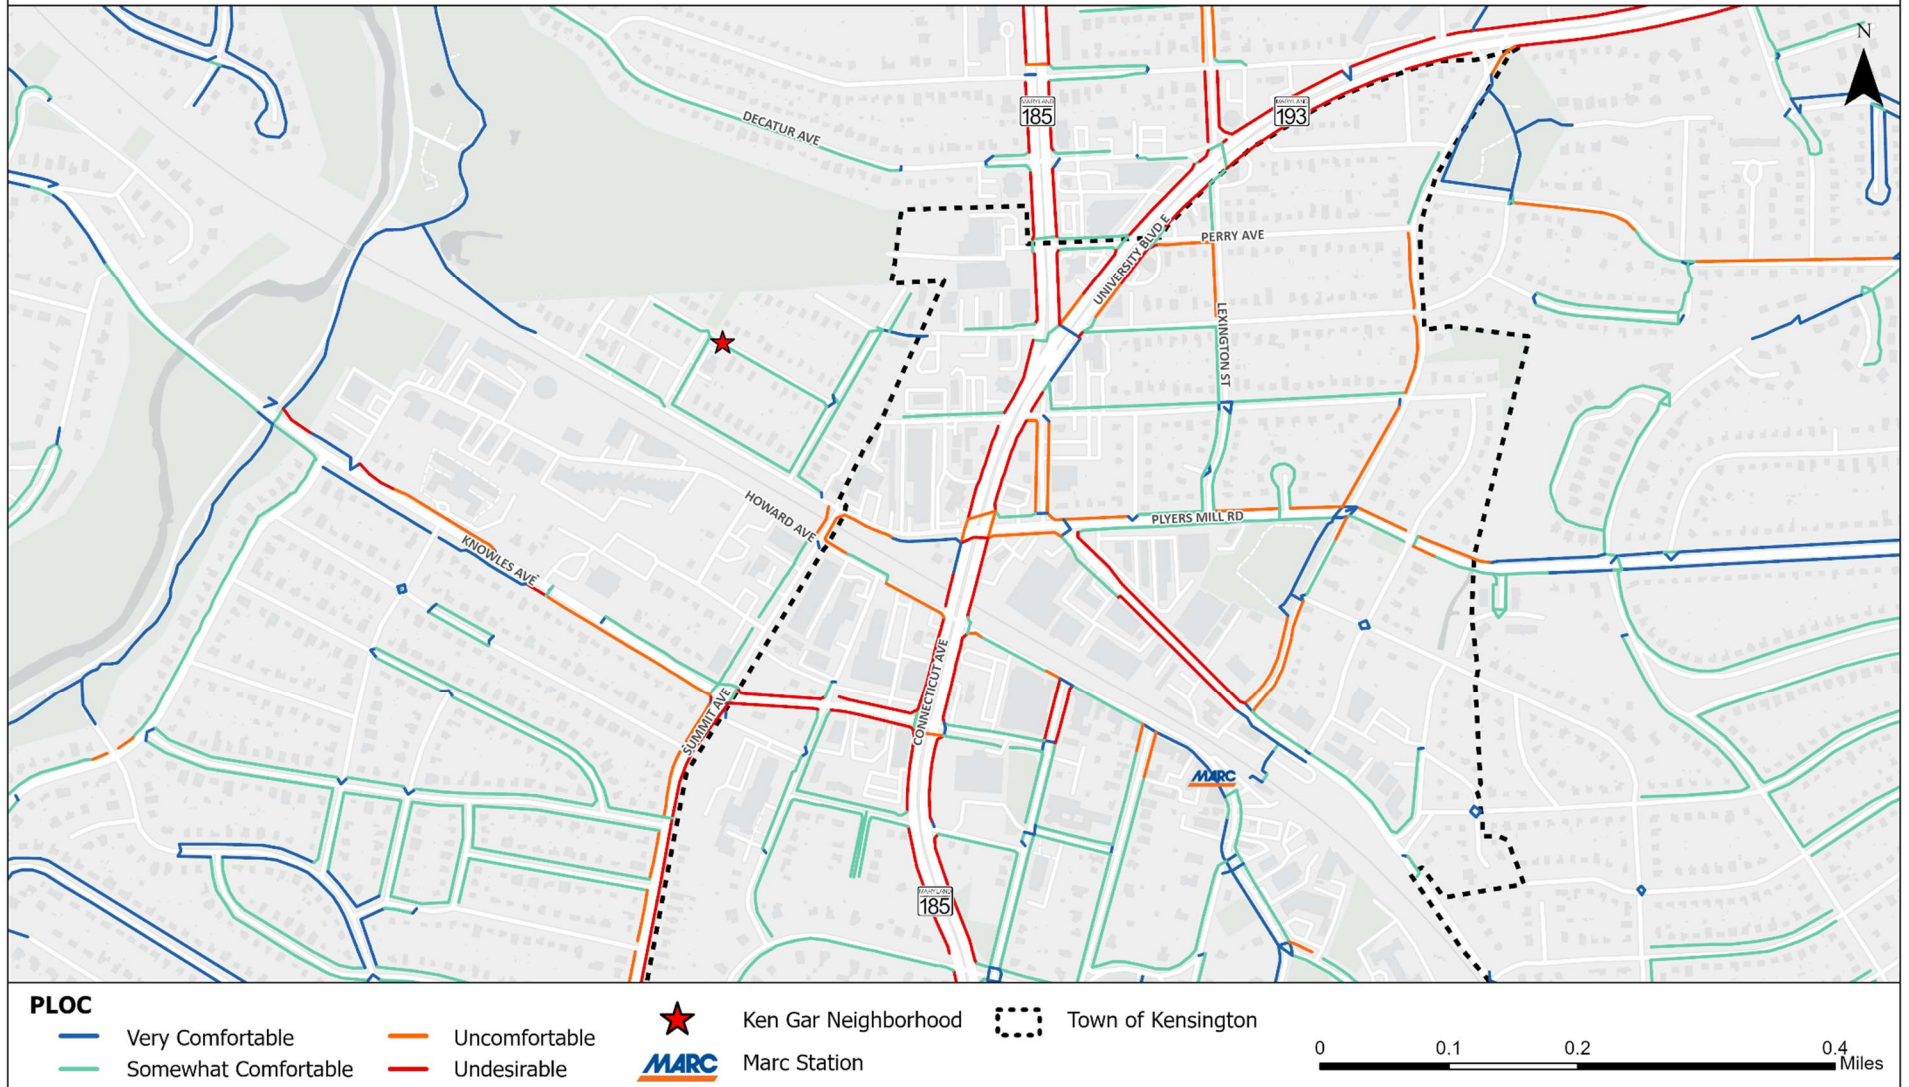 N
MARYLAND
185
MARYLAND
193
DECATUR AVE
PERRY AVE
UNIVERSITY BLVD E
LEXINGTON ST
HOWARD AVE
PLYERS MILL RD
KNOWLES AVE
CONNECTICUT AVE
SUMMIT AVE
MARC
MARYLAND
185
PLOC
Very Comfortable
Somewhat Comfortable
Uncomfortable
Undesirable
Ken Gar Neighborhood
MARC
Marc Station
Town of Kensington
0 0.1 0.2 0.4
Miles